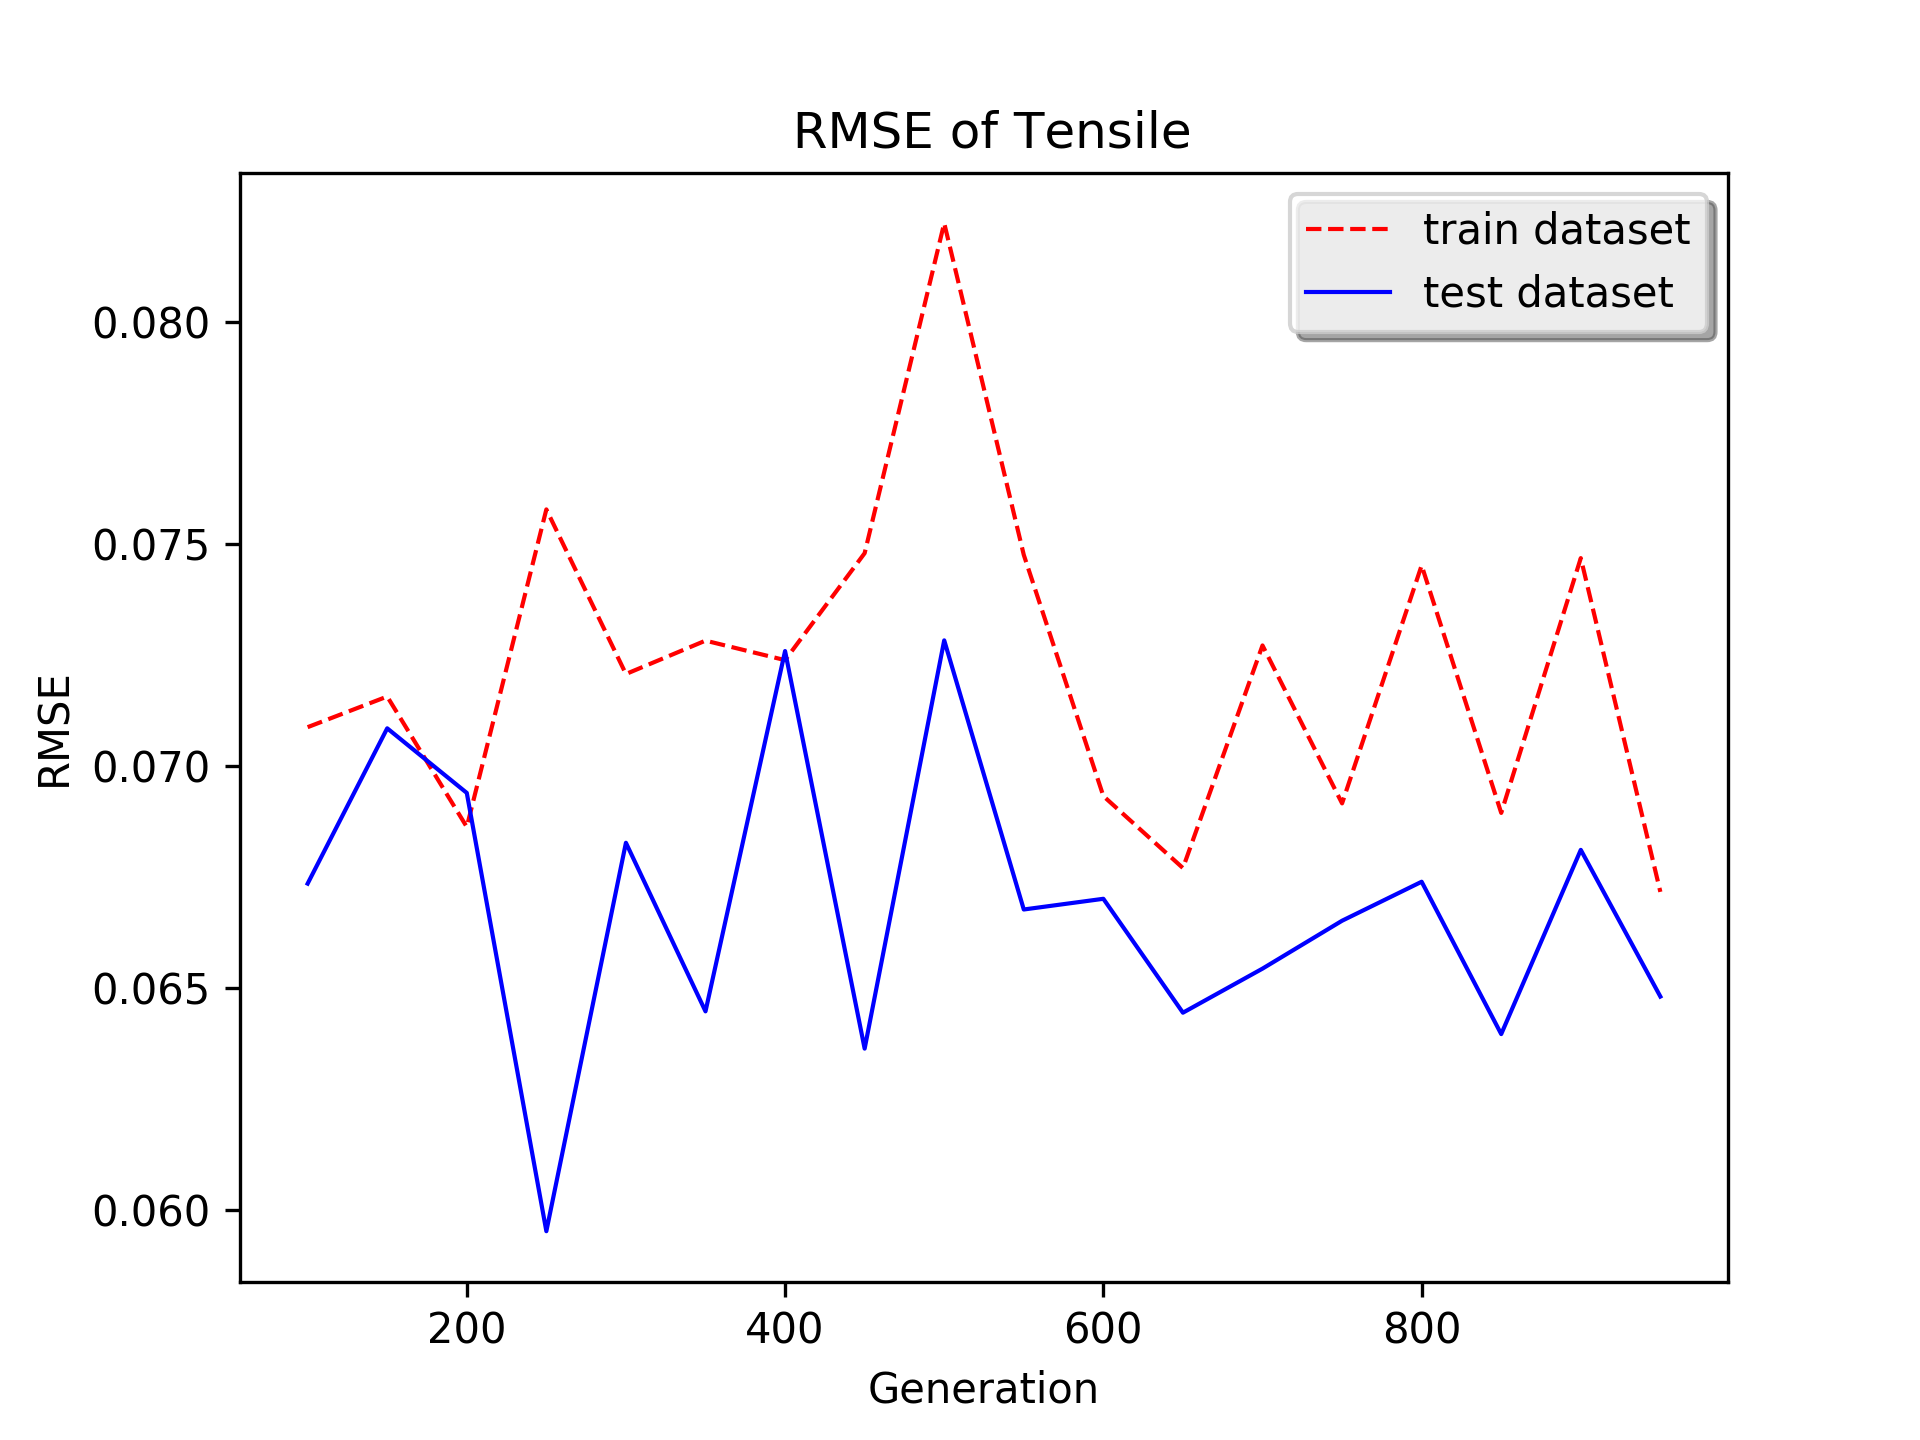 RMSE of Tensile
train dataset
test dataset
0.080
0.075
0.070
0.065
0.060
RMSE
200 400 600 800
Generation